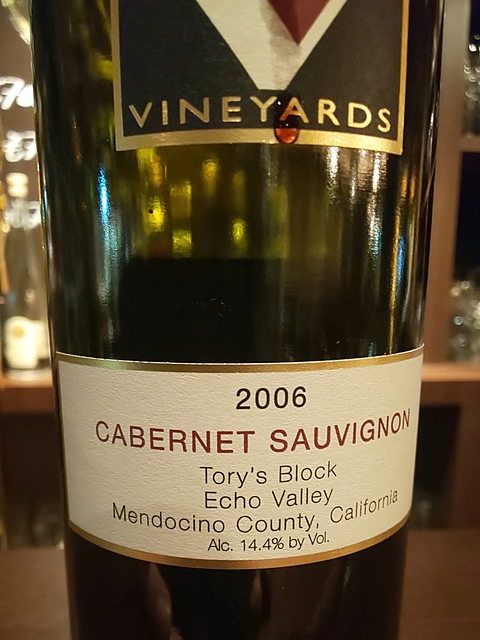 VINEYARDS
2006
CABERNET SAUVIGNON
Tory's Block
Echo Valley
Mendocino County, California
Alc. 14.4% by Vol.